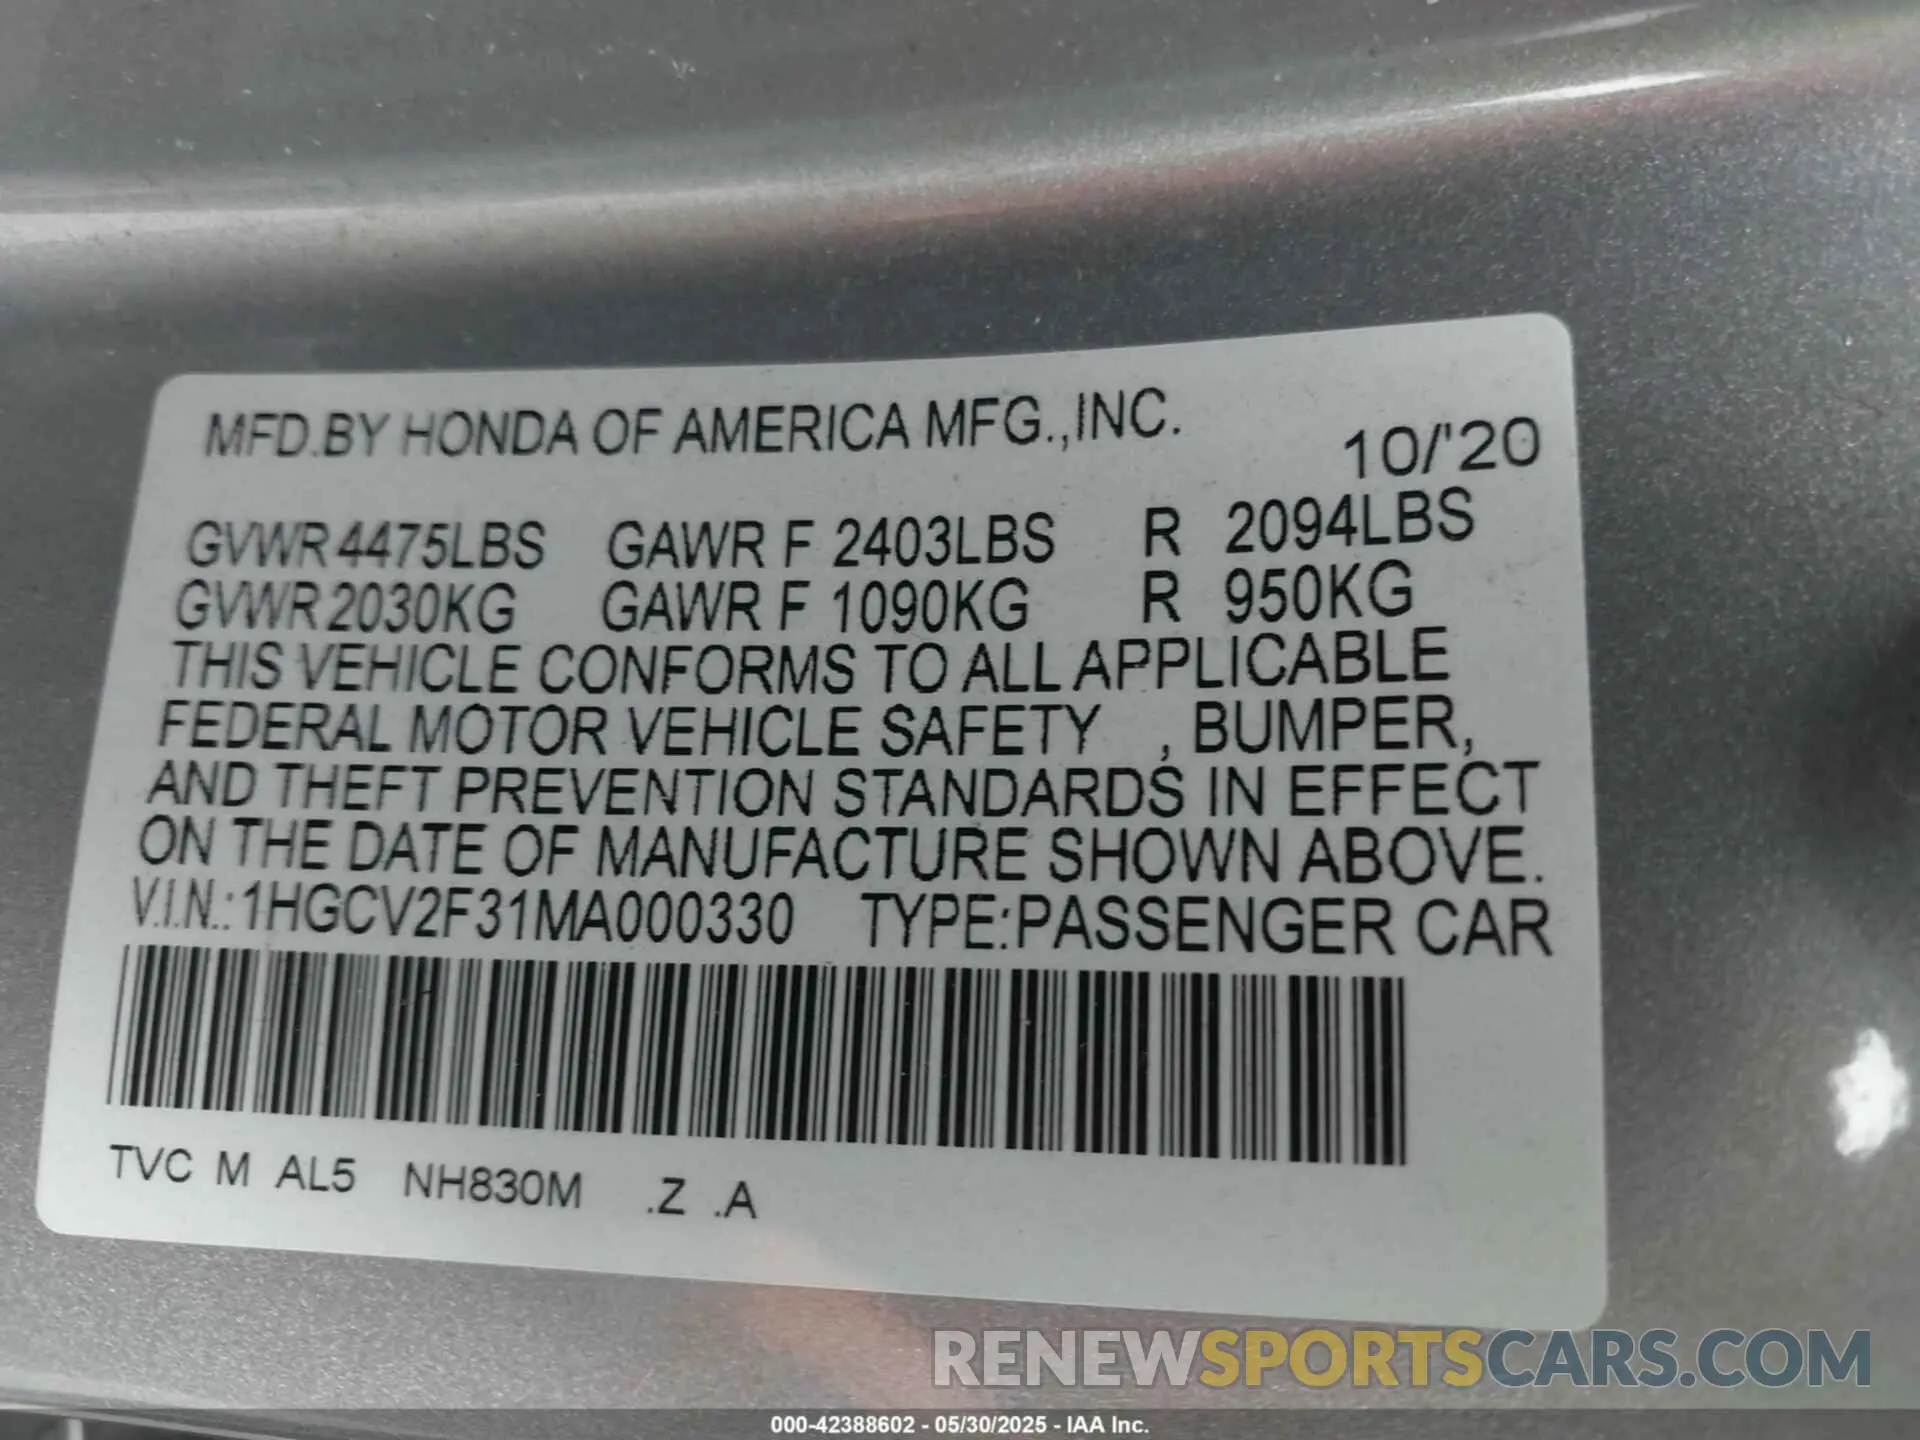 MFD.BY HONDA OF AMERICA MFG.,INC. 10/'20
GVWR 4475LBS GAWR F 2403LBS R 2094LBS
GVWR 2030KG GAWR F 1090KG R 950KG
THIS VEHICLE CONFORMS TO ALL APPLICABLE
FEDERAL MOTOR VEHICLE SAFETY , BUMPER,
AND THEFT PREVENTION STANDARDS IN EFFECT
ON THE DATE OF MANUFACTURE SHOWN ABOVE.
V.I.N.:1HGCV2F31MA000330 TYPE:PASSENGER CAR
TVC M AL5 NH830M .Z .A
RENEWSPORTSCARS.COM
000-42388602 - 05/30/2025 - IAA Inc.